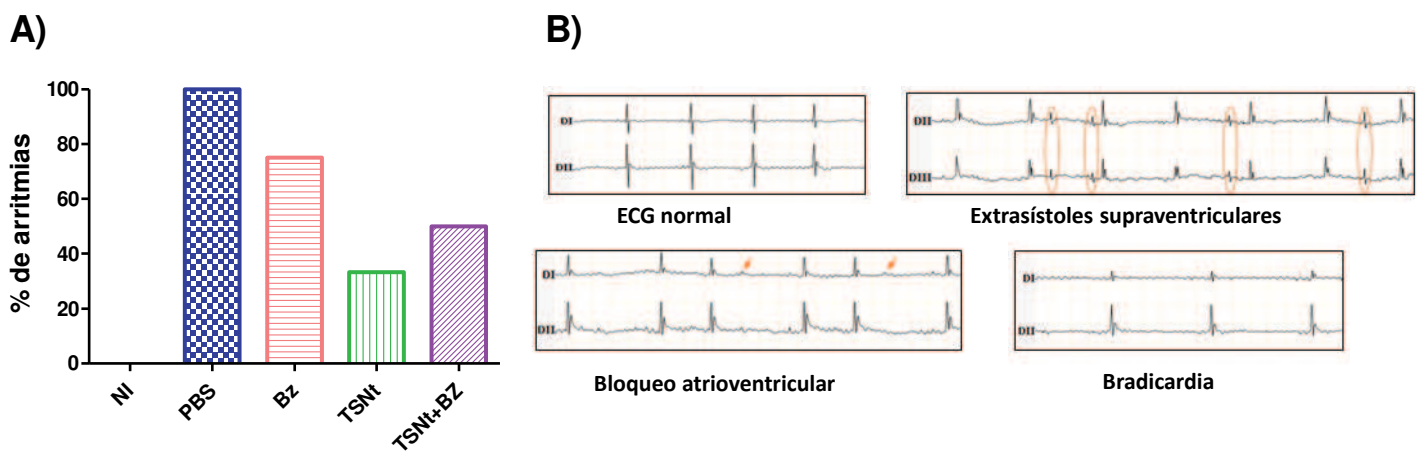 A)
B)
% de arritmias
100
80
60
40
20
0
NI
PBS
Bz
TSNt
TSNt+BZ
DI
DII
ECG normal
DII
DIII
Extrasístoles supraventriculares
DI
DII
Bloqueo atrioventricular
DI
DII
Bradicardia